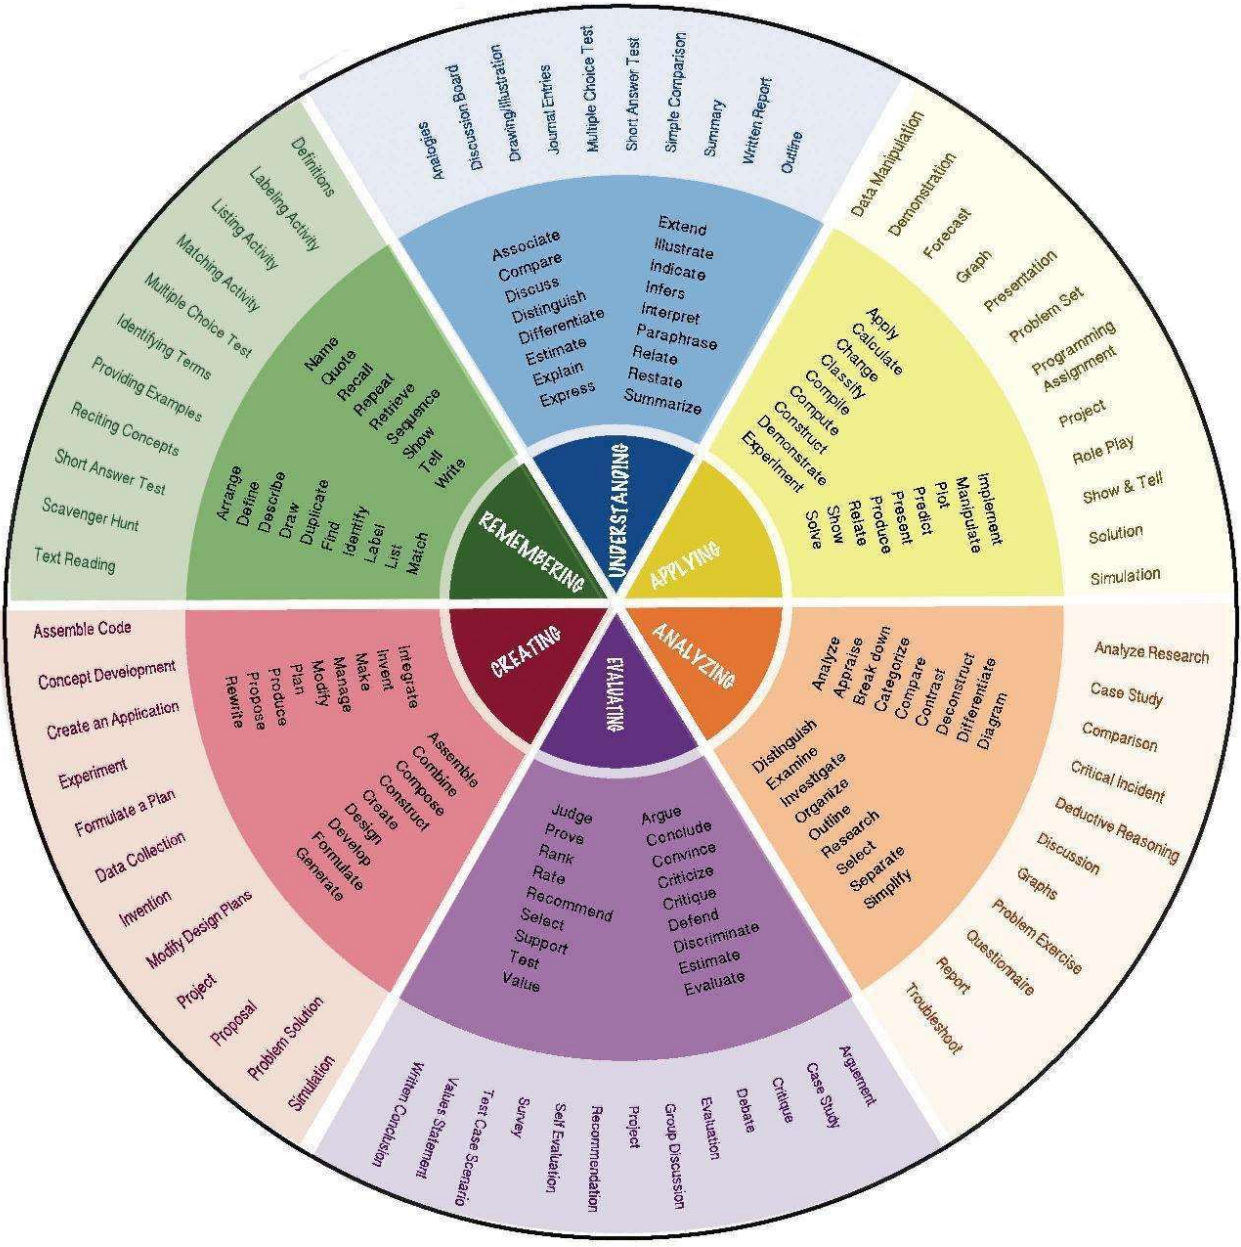 REMEMBERING
Name
Quote
Recall
Repeat
Retrieve
Sequence
Show
Tell
Write
Arrange
Define
Describe
Draw
Duplicate
Find
Identify
Label
List
Match
Definitions
Labeling Activity
Listing Activity
Matching Activity
Multiple Choice Test
Identifying Terms
Providing Examples
Reciting Concepts
Short Answer Test
Scavenger Hunt
Text Reading
UNDERSTANDING
Associate
Compare
Discuss
Distinguish
Differentiate
Estimate
Explain
Express
Extend
Illustrate
Indicate
Infers
Interpret
Paraphrase
Relate
Restate
Summarize
Analogies
Discussion Board
Drawing/Illustration
Journal Entries
Multiple Choice Test
Short Answer Test
Simple Comparison
Summary
Written Report
Outline
APPLYING
Apply
Calculate
Change
Classify
Compile
Compute
Construct
Demonstrate
Experiment
Implement
Manipulate
Plot
Predict
Present
Produce
Relate
Show
Solve
Data Manipulation
Demonstration
Forecast
Graph
Presentation
Problem Set
Programming
Assignment
Project
Role Play
Show & Tell
Solution
Simulation
ANALYZING
Analyze
Appraise
Break down
Categorize
Compare
Contrast
Deconstruct
Differentiate
Diagram
Distinguish
Examine
Investigate
Organize
Outline
Research
Select
Separate
Simplify
Analyze Research
Case Study
Comparison
Critical Incident
Deductive Reasoning
Discussion
Graphs
Problem Exercise
Questionnaire
Report
Troubleshoot
EVALUATING
Judge
Prove
Rank
Rate
Recommend
Select
Support
Test
Value
Argue
Conclude
Convince
Criticize
Critique
Defend
Discriminate
Estimate
Evaluate
Arguement
Case Study
Critique
Debate
Evaluation
Group Discussion
Project
Recommendation
Self Evaluation
Survey
Test Case Scenario
Values Statement
Written Conclusion
CREATING
Integrate
Invent
Make
Manage
Modify
Plan
Produce
Propose
Rewrite
Assemble
Combine
Compose
Construct
Create
Design
Develop
Formulate
Generate
Assemble Code
Concept Development
Create an Application
Experiment
Formulate a Plan
Data Collection
Invention
Modify Design Plans
Project
Proposal
Problem Solution
Simulation